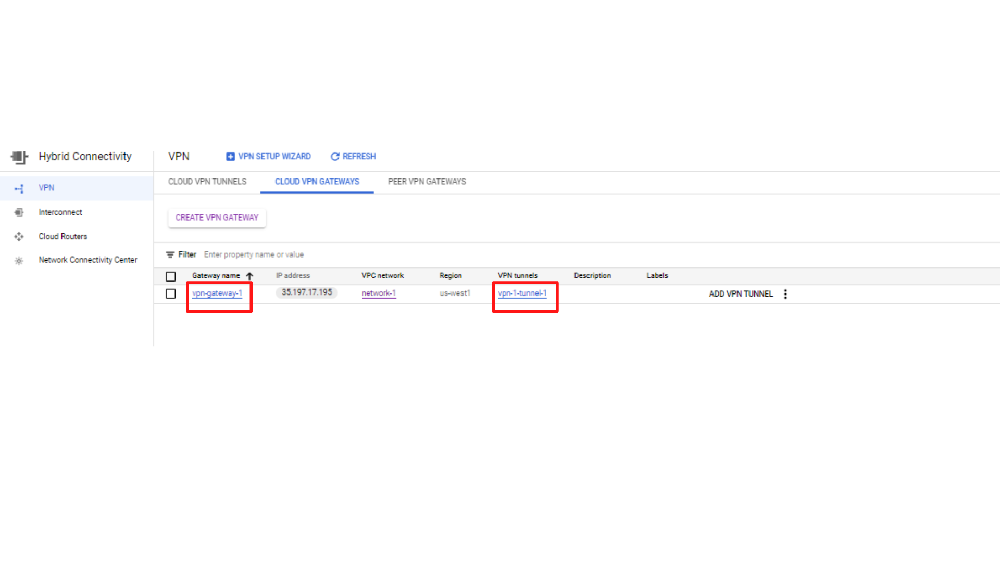 Hybrid Connectivity
VPN
VPN SETUP WIZARD
REFRESH
VPN
Interconnect
Cloud Routers
Network Connectivity Center
CLOUD VPN TUNNELS
CLOUD VPN GATEWAYS
PEER VPN GATEWAYS
CREATE VPN GATEWAY
Filter Enter property name or value
Gateway name IP address VPC network Region VPN tunnels Description Labels
vpn-gateway-1 35.197.17.195 network-1 us-west1 vpn-1-tunnel-1 ADD VPN TUNNEL